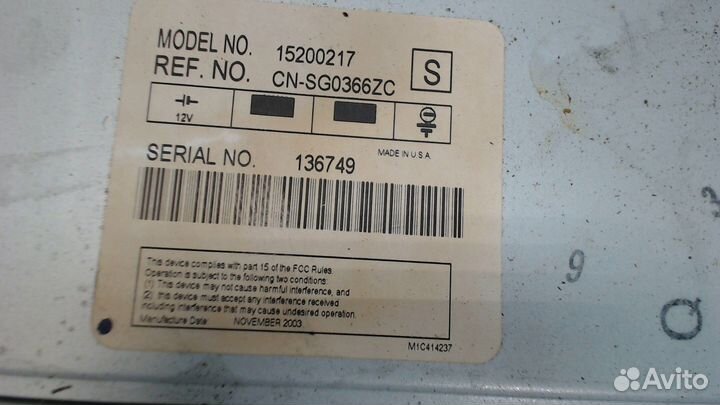 MODEL NO. 15200217
REF. NO. CN-SG0366ZC
S
12V
SERIAL NO. 136749
MADE IN U.S.A.
This device complies with part 15 of the FCC Rules.
Operation is subject to the following two conditions:
(1) This device may not cause harmful interference, and
(2) this device must accept any interference received
including interference that may cause undesired operation.
Manufacture Date: NOVEMBER 2003
M1C414237
9
Avito